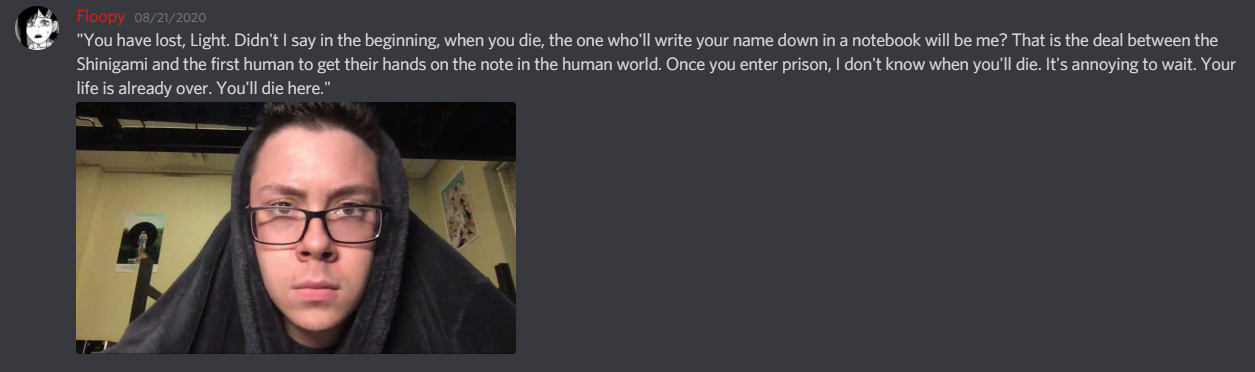 Floopy 08/21/2020
"You have lost, Light. Didn't I say in the beginning, when you die, the one who'll write your name down in a notebook will be me? That is the deal between the
Shinigami and the first human to get their hands on the note in the human world. Once you enter prison, I don't know when you'll die. It's annoying to wait. Your
life is already over. You'll die here."